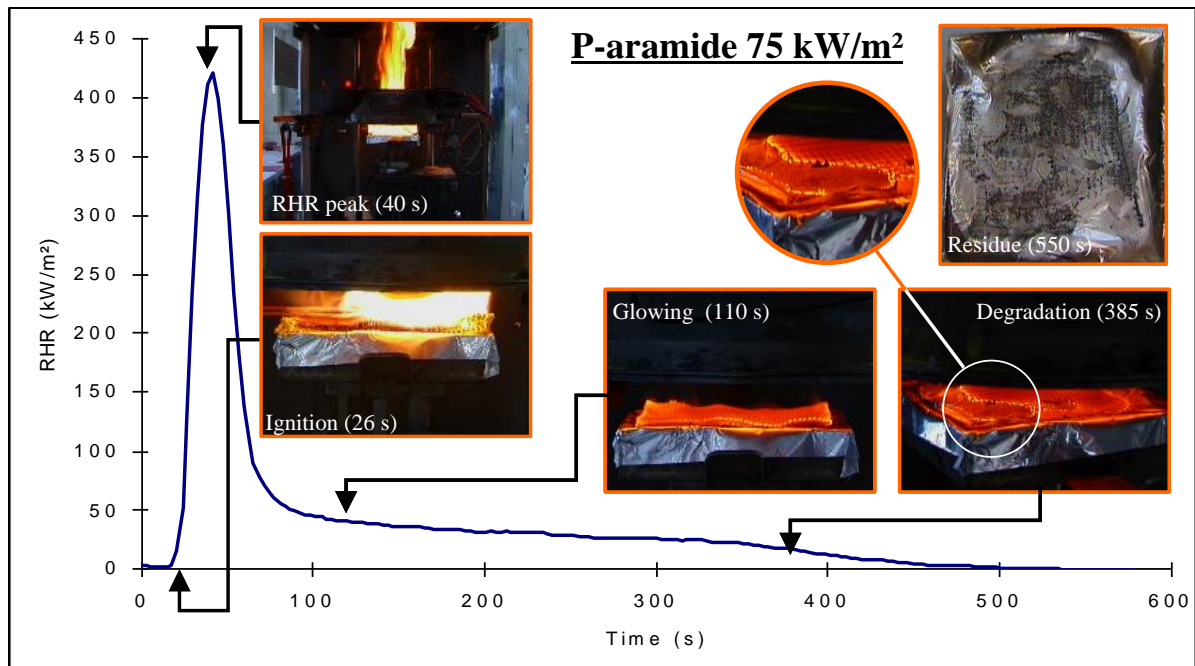 P-aramide 75 kW/m²
RHR (kW/m²)
450
400
350
300
250
200
150
100
50
0
RHR peak (40 s)
Ignition (26 s)
Residue (550 s)
Glowing (110 s)
Degradation (385 s)
0 100 200 300 400 500 600
Time (s)